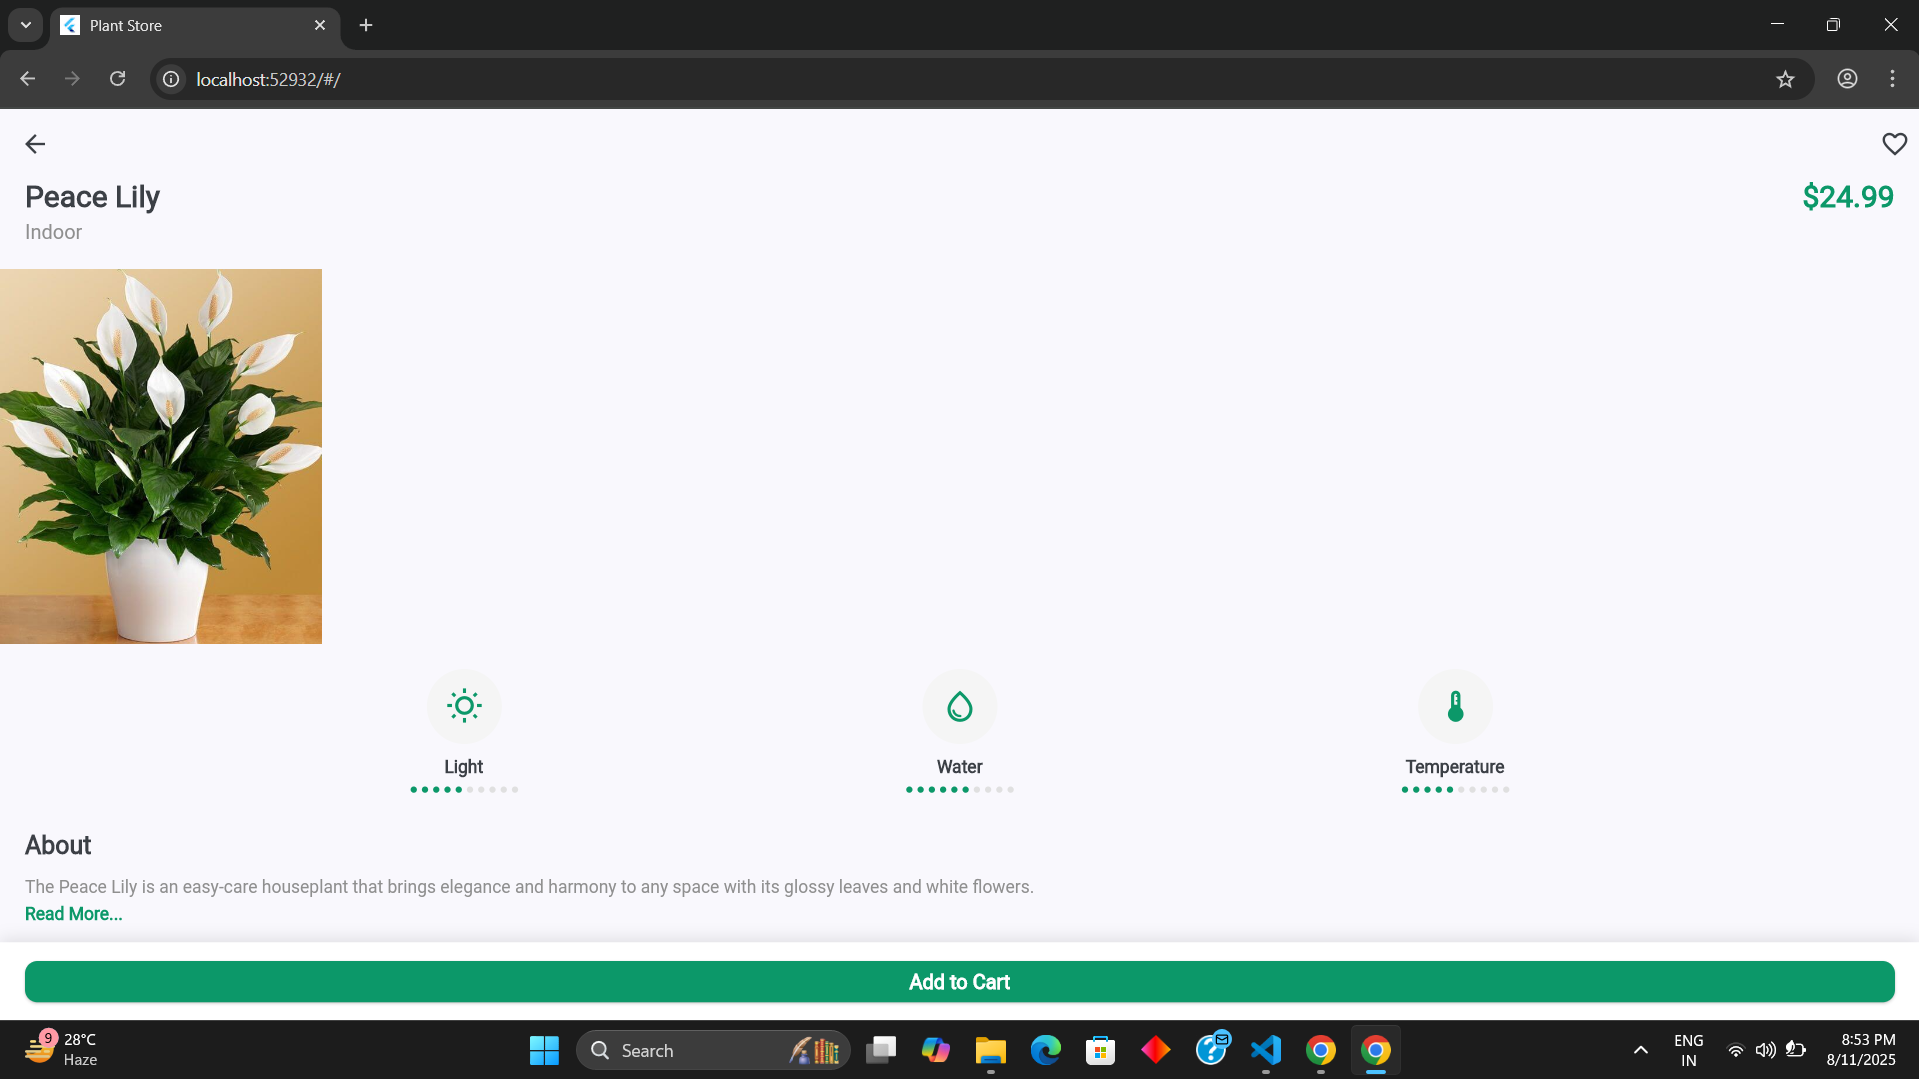 Plant Store
localhost:52932/#/
Peace Lily
$24.99
Indoor
Light
Water
Temperature
About
The Peace Lily is an easy-care houseplant that brings elegance and harmony to any space with its glossy leaves and white flowers.
Read More...
Add to Cart
9
28°C
Haze
Search
ENG
IN
8:53 PM
8/11/2025